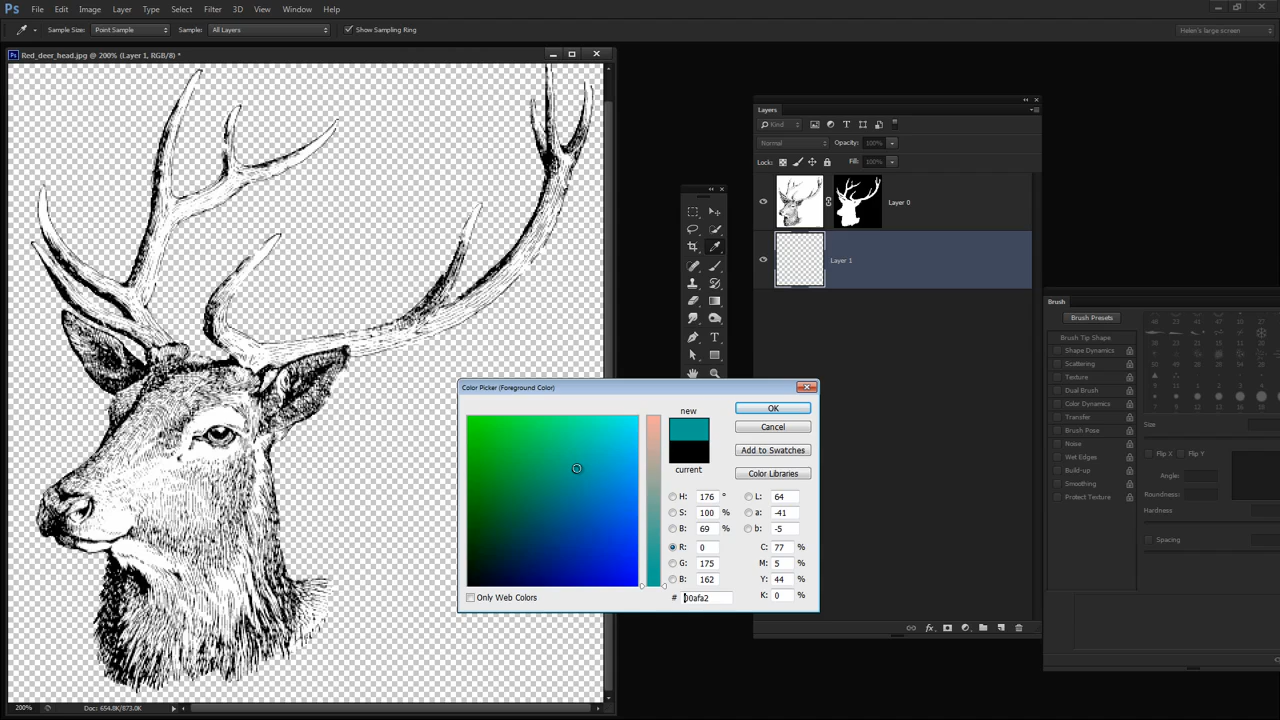 Ps File Edit Image Layer Type Select Filter 3D View Window Help
Sample Size: Point Sample Sample: All Layers Show Sampling Ring Helen's large screen
Ps Red_deer_head.jpg @ 200% (Layer 1, RGB/8) *
Layers
Kind
Normal Opacity: 100%
Lock: Fill: 100%
Layer 0
Layer 1
Brush
Brush Presets
Brush Tip Shape
Shape Dynamics
Scattering
Texture
Dual Brush
Color Dynamics
Transfer
Brush Pose
Noise
Wet Edges
Build-up
Smoothing
Protect Texture
Size
Flip X Flip Y
Angle:
Roundness:
Hardness
Spacing
Color Picker (Foreground Color)
new
current
OK
Cancel
Add to Swatches
Color Libraries
H: 176 ° L: 64
S: 100 % a: -41
B: 69 % b: -5
R: 0 C: 77 %
G: 175 M: 5 %
B: 162 Y: 44 %
# 00afa2 K: 0 %
Only Web Colors
200% Doc: 654.8K/873.0K